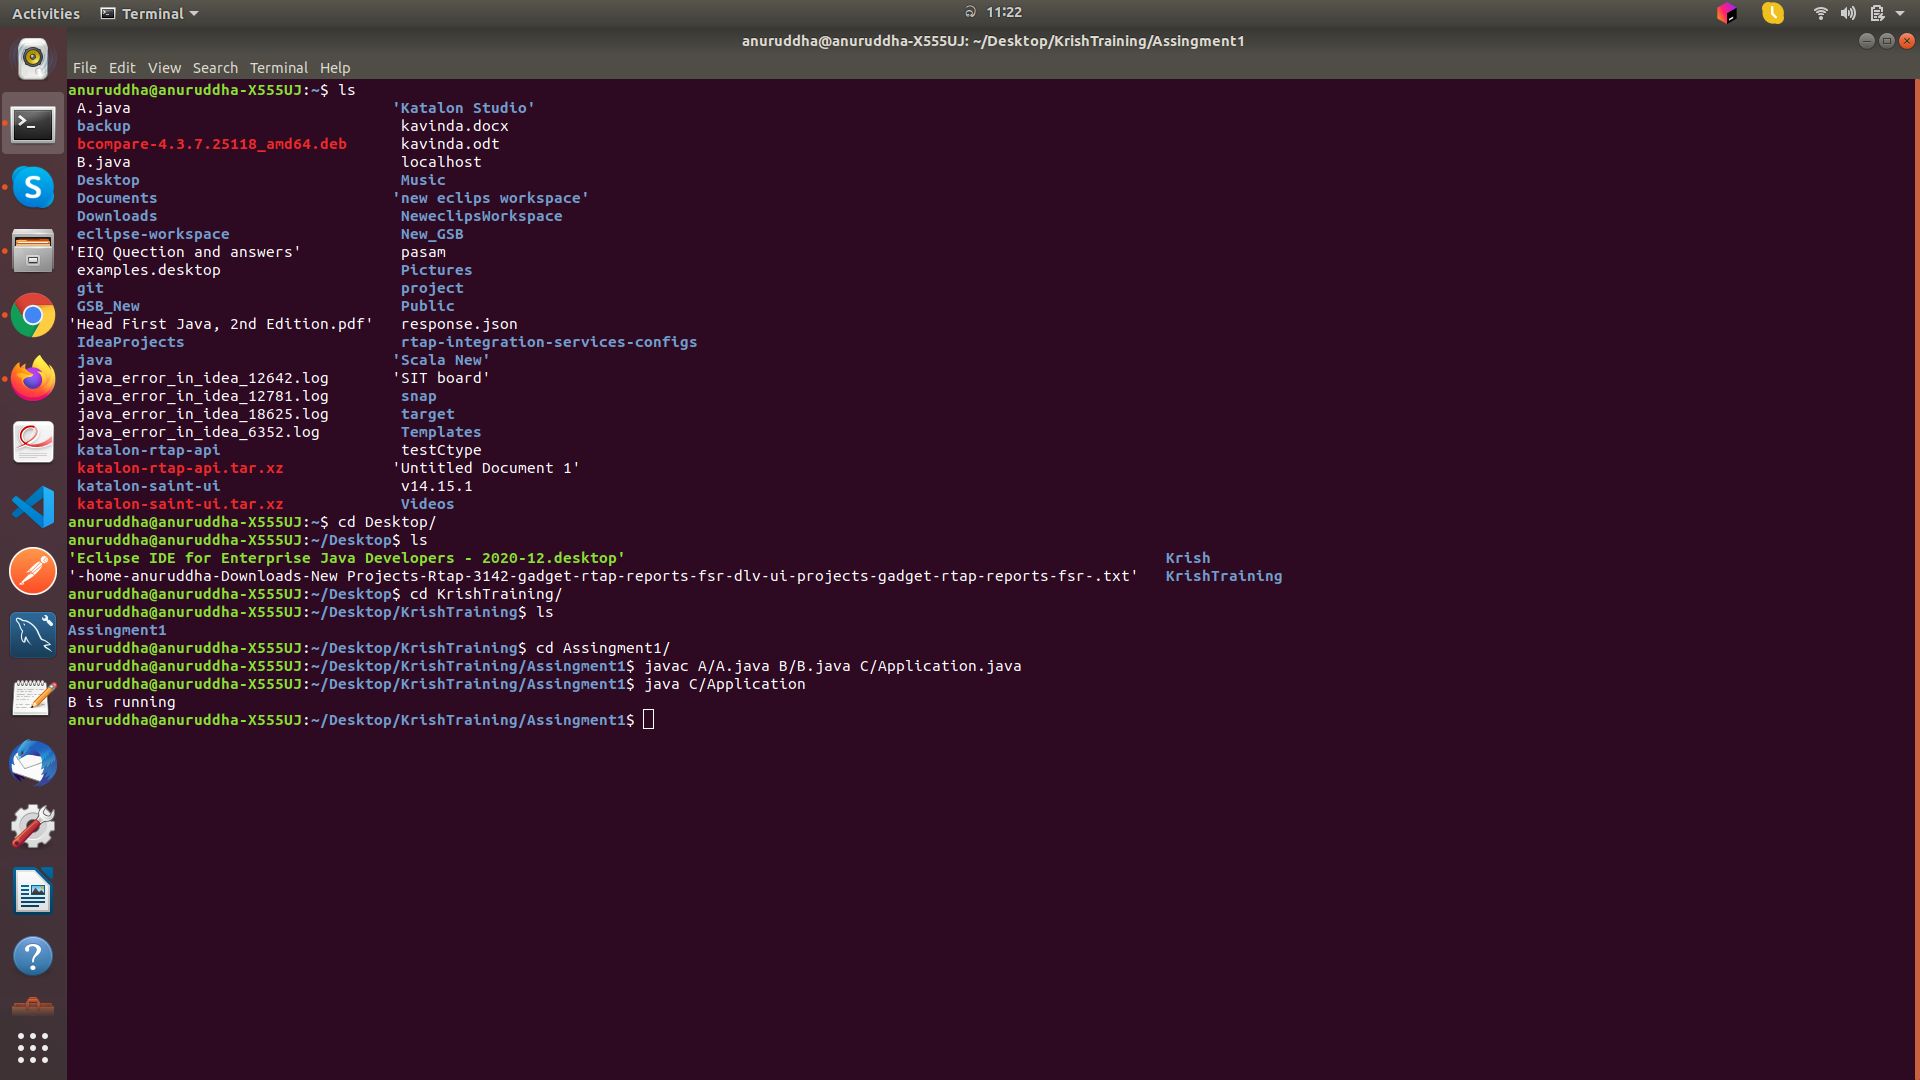 Activities Terminal 11:22
anuruddha@anuruddha-X555UJ: ~/Desktop/KrishTraining/Assingment1
File Edit View Search Terminal Help
anuruddha@anuruddha-X555UJ:~$ ls
A.java 'Katalon Studio'
backup kavinda.docx
bcompare-4.3.7.25118_amd64.deb kavinda.odt
B.java localhost
Desktop Music
Documents 'new eclips workspace'
Downloads NeweclipsWorkspace
eclipse-workspace New_GSB
'EIQ Quection and answers' pasam
examples.desktop Pictures
git project
GSB_New Public
'Head First Java, 2nd Edition.pdf' response.json
IdeaProjects rtap-integration-services-configs
java 'Scala New'
java_error_in_idea_12642.log 'SIT board'
java_error_in_idea_12781.log snap
java_error_in_idea_18625.log target
java_error_in_idea_6352.log Templates
katalon-rtap-api testCtype
katalon-rtap-api.tar.xz 'Untitled Document 1'
katalon-saint-ui v14.15.1
katalon-saint-ui.tar.xz Videos
anuruddha@anuruddha-X555UJ:~$ cd Desktop/
anuruddha@anuruddha-X555UJ:~/Desktop$ ls
'Eclipse IDE for Enterprise Java Developers - 2020-12.desktop' Krish
'-home-anuruddha-Downloads-New Projects-Rtap-3142-gadget-rtap-reports-fsr-dlv-ui-projects-gadget-rtap-reports-fsr-.txt' KrishTraining
anuruddha@anuruddha-X555UJ:~/Desktop$ cd KrishTraining/
anuruddha@anuruddha-X555UJ:~/Desktop/KrishTraining$ ls
Assingment1
anuruddha@anuruddha-X555UJ:~/Desktop/KrishTraining$ cd Assingment1/
anuruddha@anuruddha-X555UJ:~/Desktop/KrishTraining/Assingment1$ javac A/A.java B/B.java C/Application.java
anuruddha@anuruddha-X555UJ:~/Desktop/KrishTraining/Assingment1$ java C/Application
B is running
anuruddha@anuruddha-X555UJ:~/Desktop/KrishTraining/Assingment1$